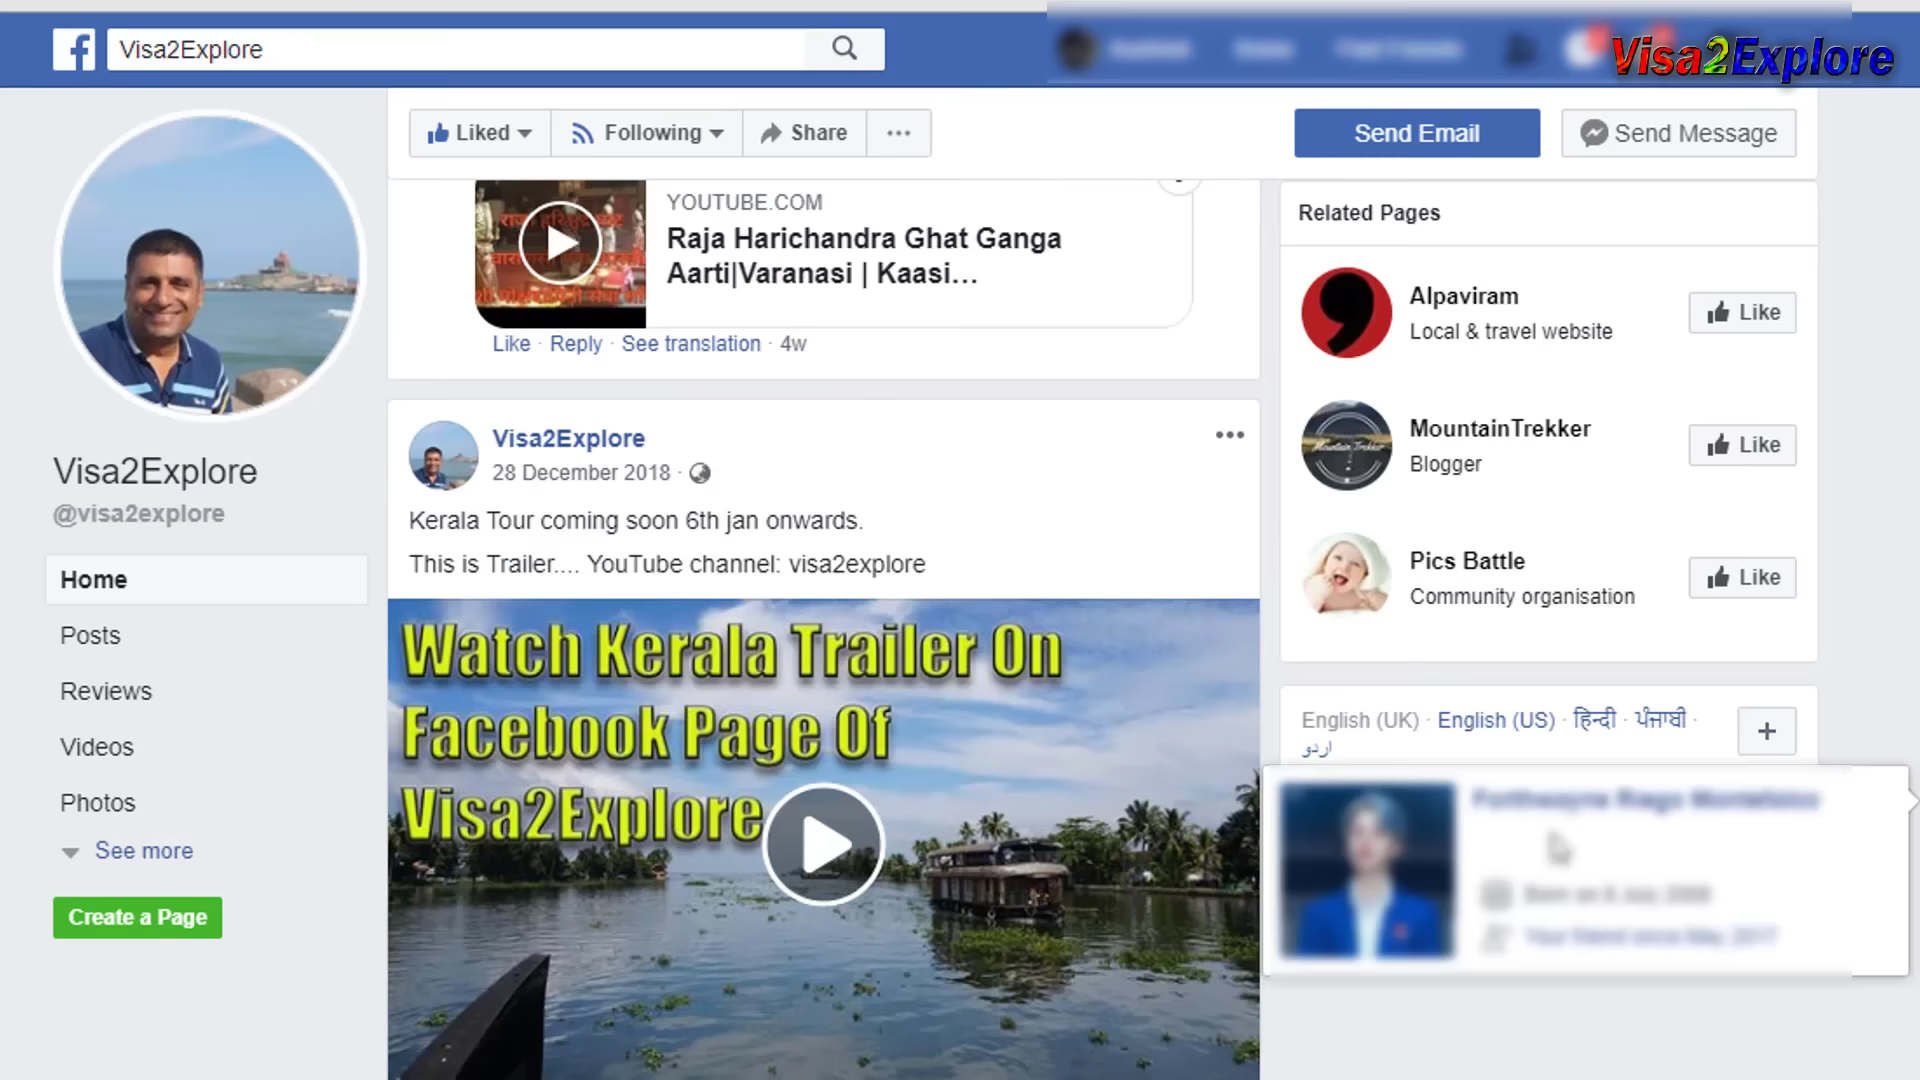 Visa2Explore
Visa2Explore
Liked
Following
Share
Send Email
Send Message
YOUTUBE.COM
Raja Harichandra Ghat Ganga
Aarti|Varanasi | Kaasi...
Like · Reply · See translation · 4w
Related Pages
Alpaviram
Local & travel website
Like
MountainTrekker
Blogger
Like
Pics Battle
Community organisation
Like
Visa2Explore
@visa2explore
Home
Posts
Reviews
Videos
Photos
See more
Create a Page
Visa2Explore
28 December 2018 ·
Kerala Tour coming soon 6th jan onwards.
This is Trailer.... YouTube channel: visa2explore
Watch Kerala Trailer On
Facebook Page Of
Visa2Explore
English (UK) · English (US) · हिन्दी · ਪੰਜਾਬੀ ·
اردو